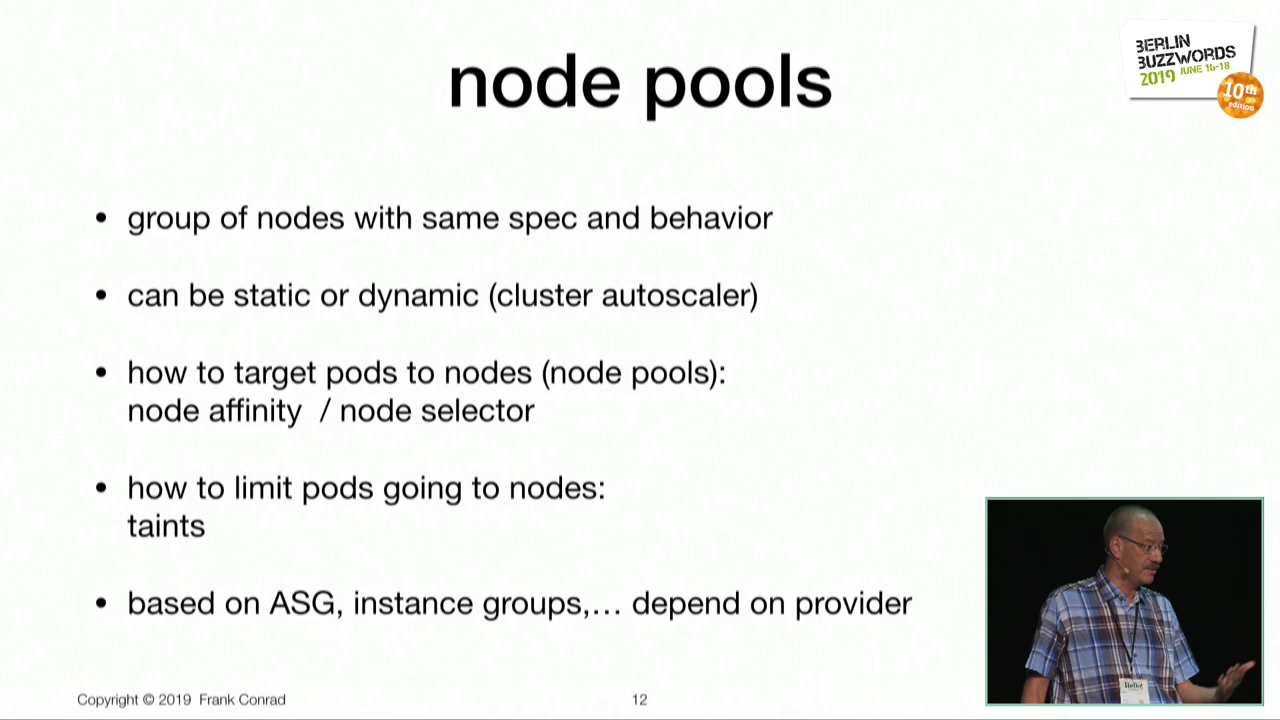 node pools
BERLIN
BUZZWORDS
2019 JUNE 16-18
10th
edition
• group of nodes with same spec and behavior
• can be static or dynamic (cluster autoscaler)
• how to target pods to nodes (node pools):
node affinity / node selector
• how to limit pods going to nodes:
taints
• based on ASG, instance groups,... depend on provider
Hello!
Copyright © 2019 Frank Conrad
12